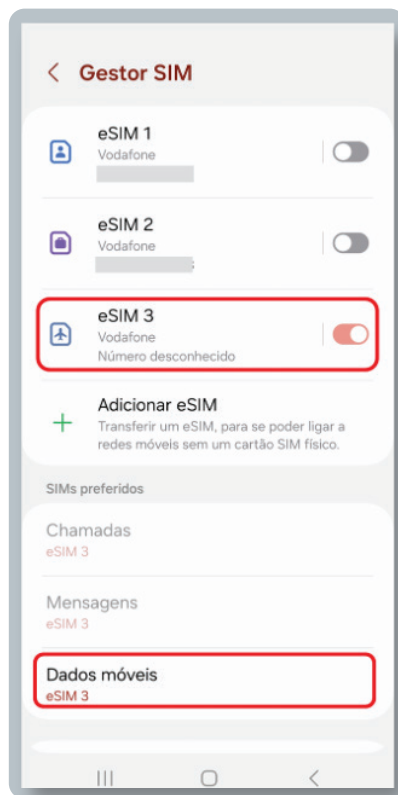 Gestor SIM
eSIM 1
Vodafone
eSIM 2
Vodafone
eSIM 3
Vodafone
Número desconhecido
Adicionar eSIM
Transferir um eSIM, para se poder ligar a
redes móveis sem um cartão SIM físico.
SIMs preferidos
Chamadas
eSIM 3
Mensagens
eSIM 3
Dados móveis
eSIM 3